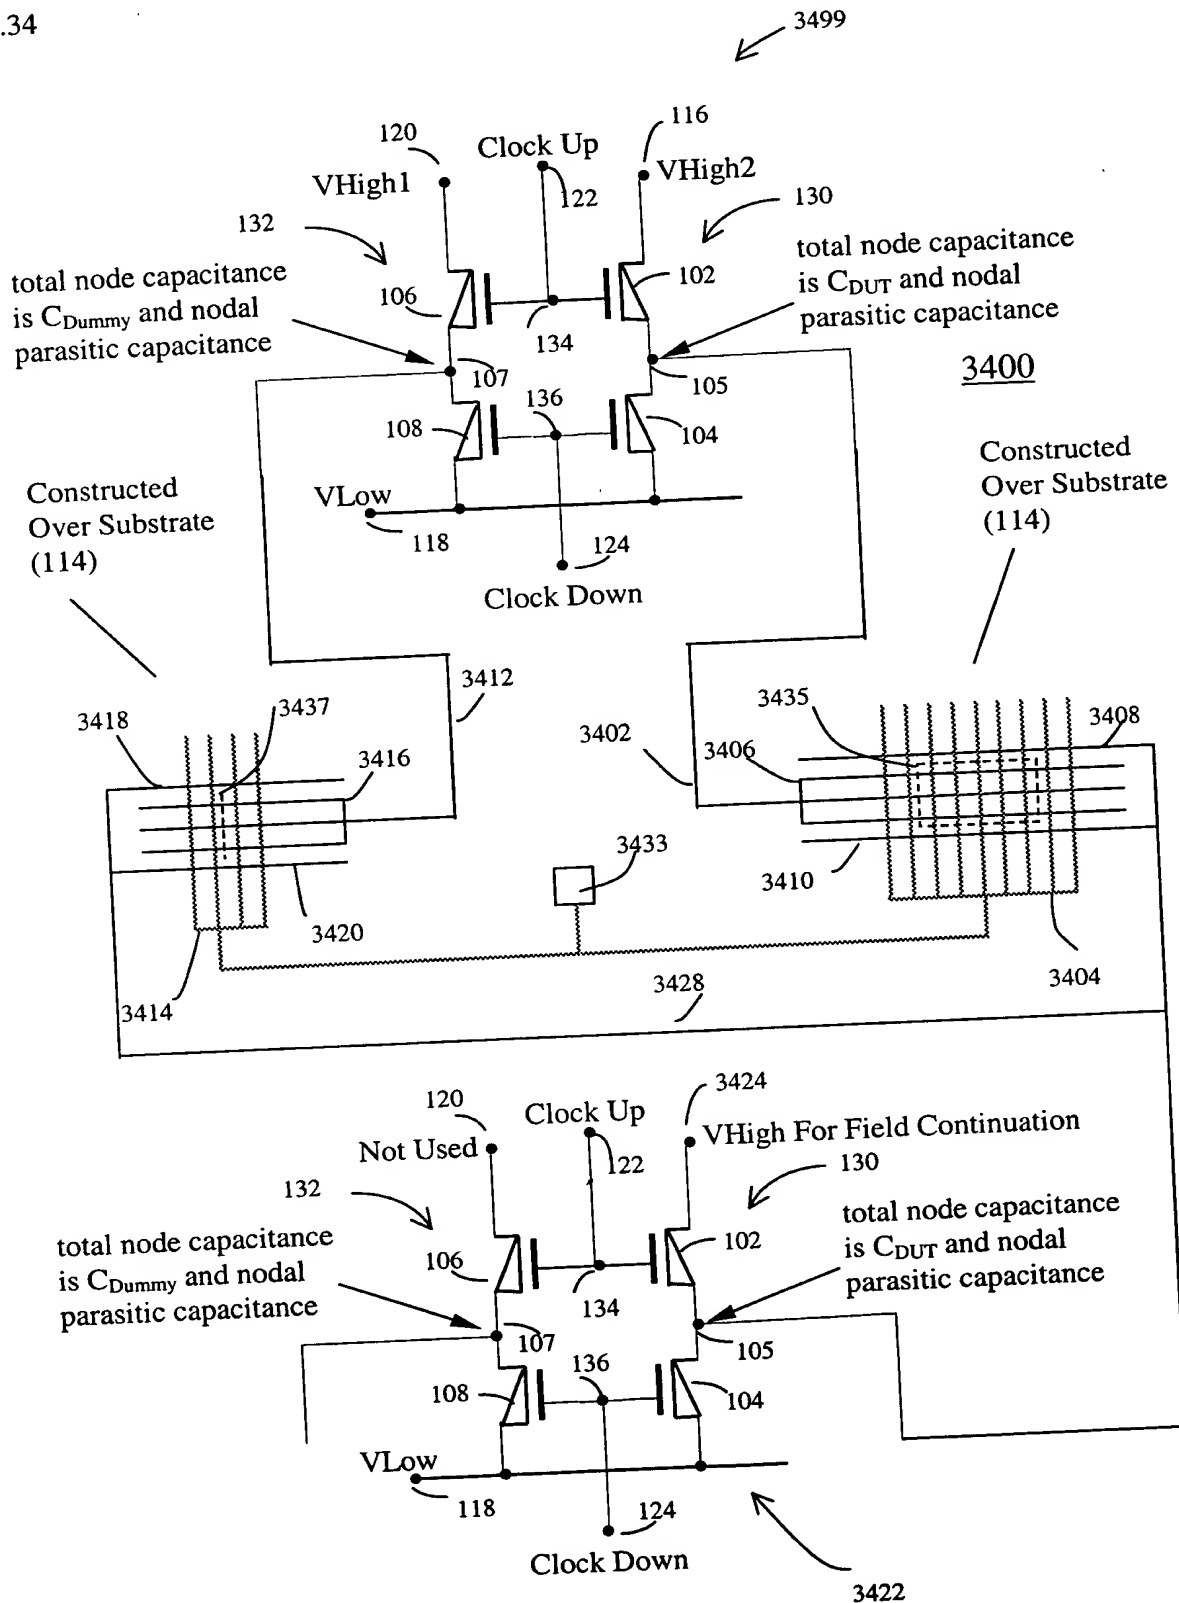 .34
3499
120
Clock Up
116
VHigh1
122
VHigh2
132
130
total node capacitance
is CDummy and nodal
parasitic capacitance
106
102
total node capacitance
is CDUT and nodal
parasitic capacitance
134
107
105
3400
136
108
104
Constructed
Over Substrate
(114)
VLow
118
124
Clock Down
Constructed
Over Substrate
(114)
3412
3418
3437
3416
3402
3435
3406
3408
3433
3410
3420
3414
3404
3428
3424
120
Clock Up
Not Used
122
VHigh For Field Continuation
132
130
total node capacitance
is CDummy and nodal
parasitic capacitance
106
102
total node capacitance
is CDUT and nodal
parasitic capacitance
134
107
105
136
108
104
VLow
118
124
Clock Down
3422